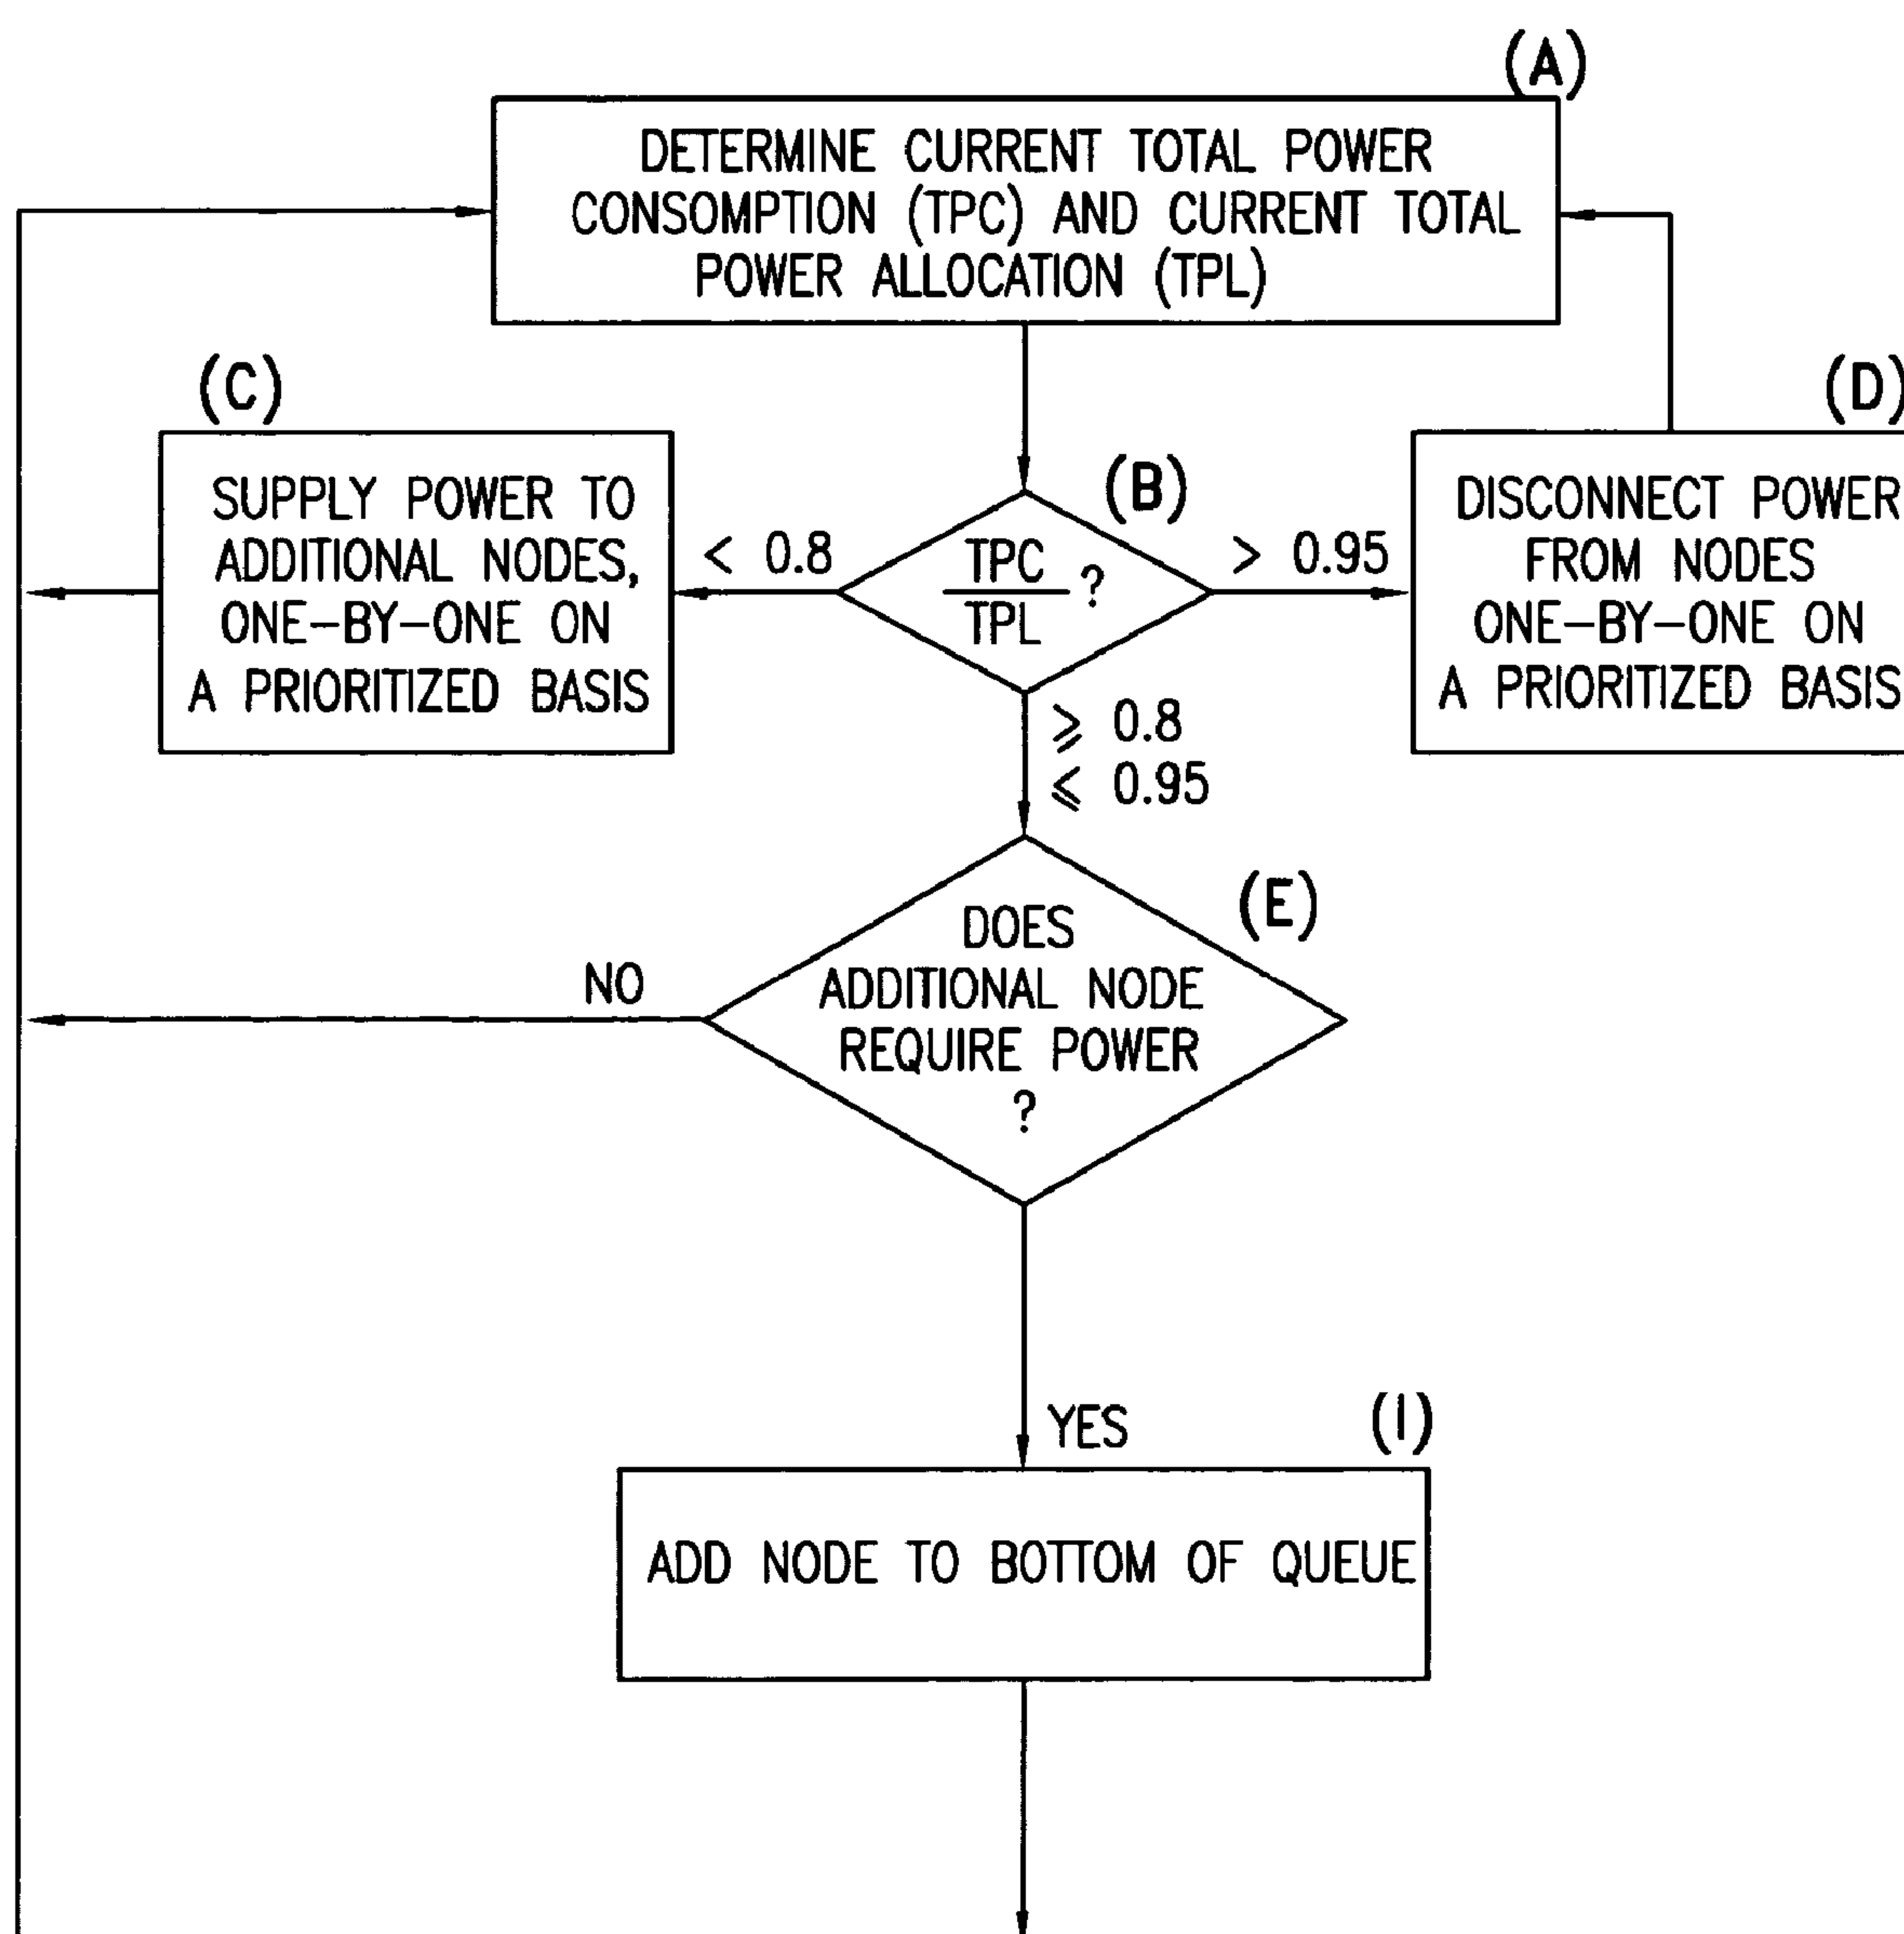 (A)
DETERMINE CURRENT TOTAL POWER
CONSOMPTION (TPC) AND CURRENT TOTAL
POWER ALLOCATION (TPL)
(C)
SUPPLY POWER TO
ADDITIONAL NODES,
ONE-BY-ONE ON
A PRIORITIZED BASIS
< 0.8
(B)
TPC
TPL
?
> 0.95
(D)
DISCONNECT POWER
FROM NODES
ONE-BY-ONE ON
A PRIORITIZED BASIS
⩾ 0.8
⩽ 0.95
(E)
DOES
ADDITIONAL NODE
REQUIRE POWER
?
NO
YES
(I)
ADD NODE TO BOTTOM OF QUEUE